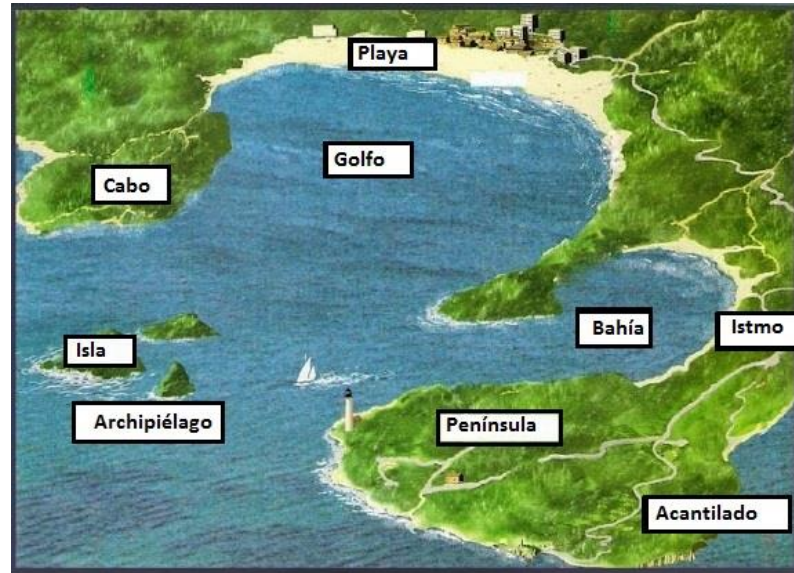 Playa
Golfo
Cabo
Bahía
Istmo
Isla
Archipiélago
Península
Acantilado